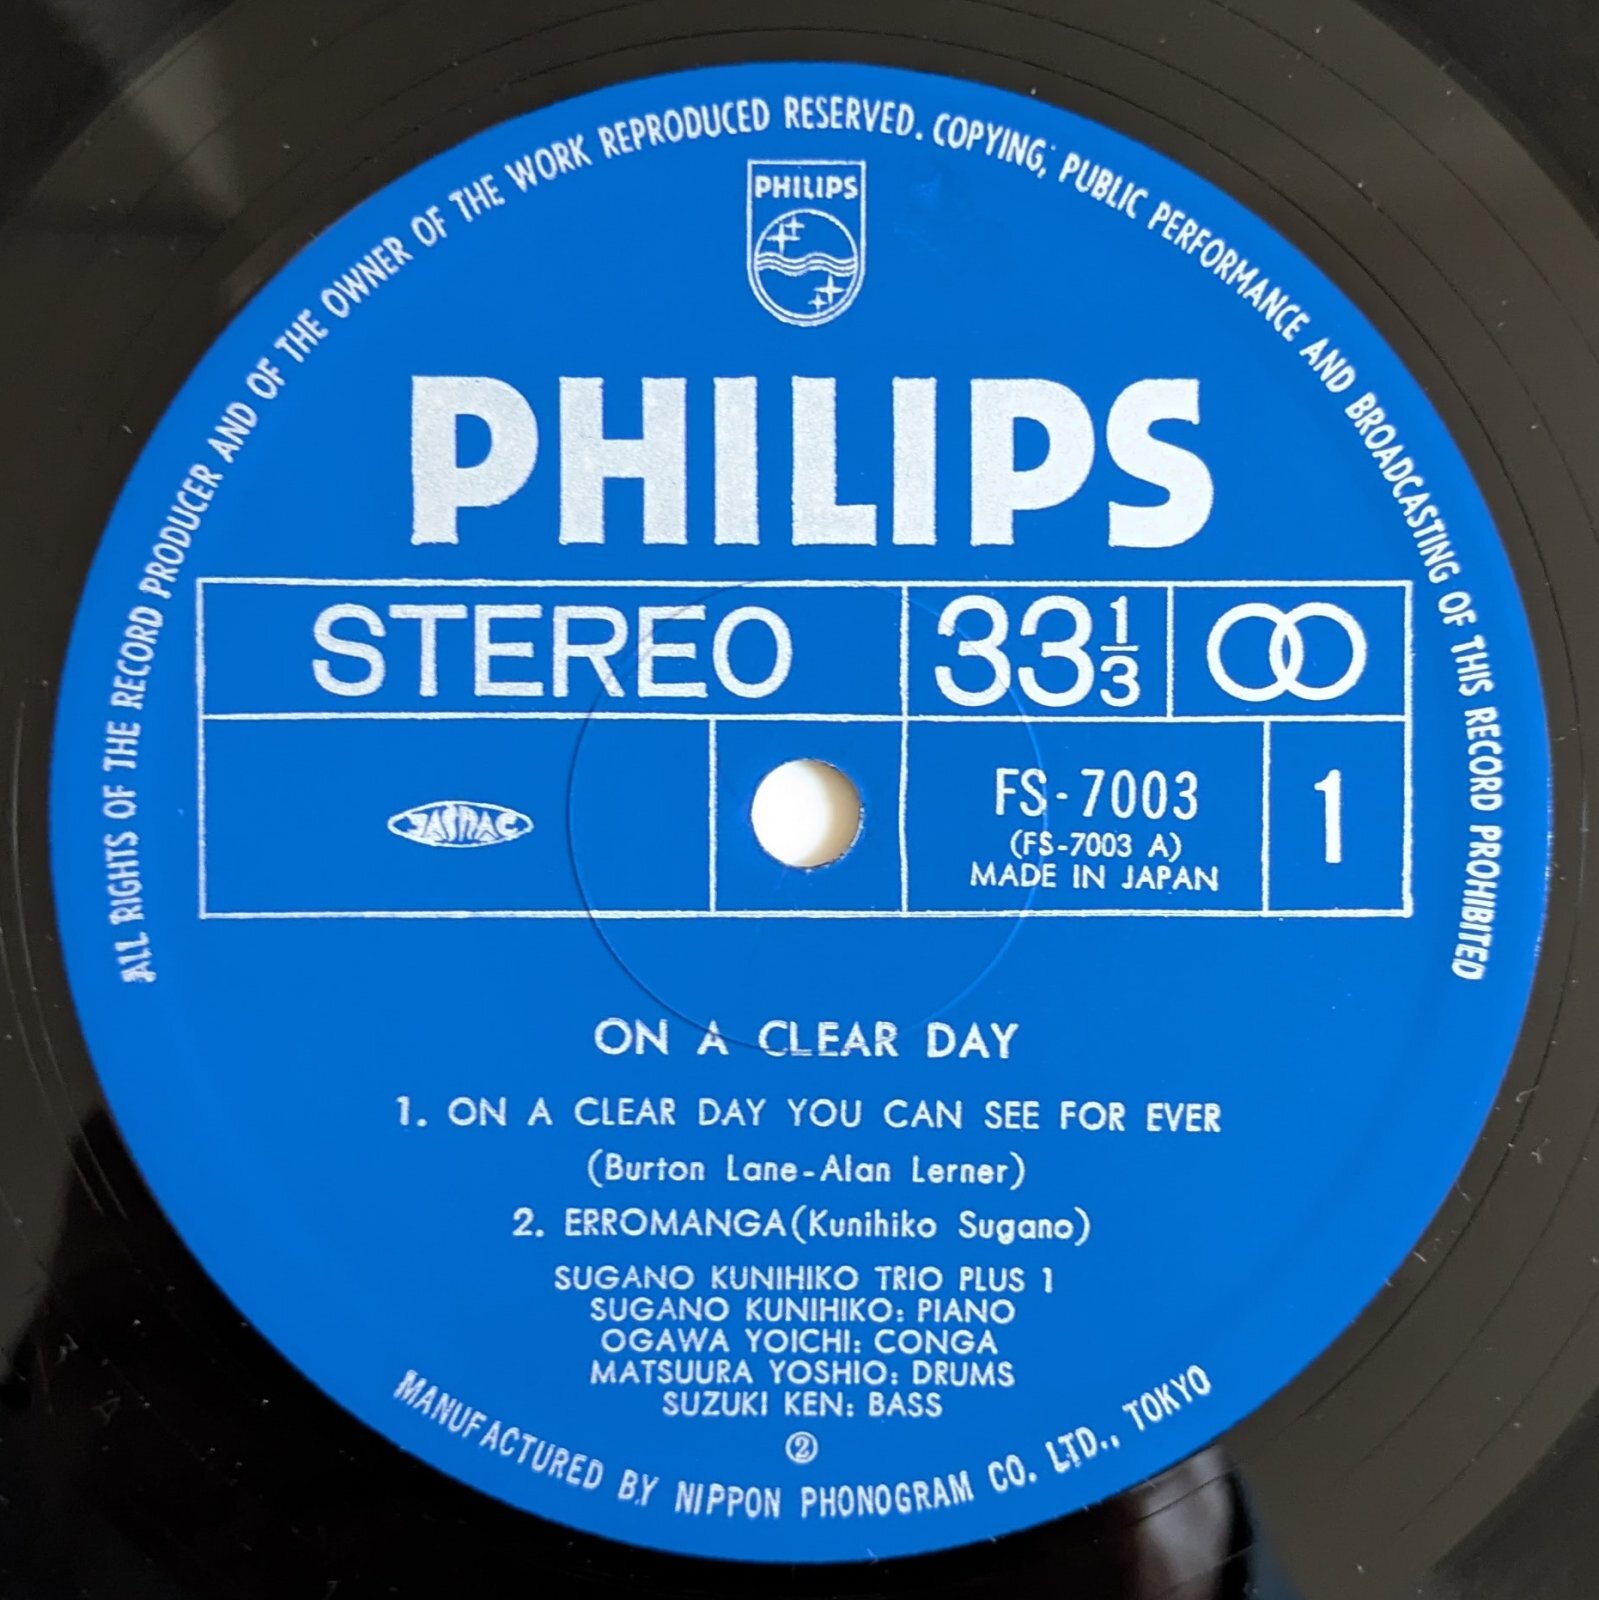 ALL RIGHTS OF THE RECORD PRODUCER AND OF THE OWNER OF THE WORK REPRODUCED RESERVED. COPYING, PUBLIC PERFORMANCE AND BROADCASTING OF THIS RECORD PROHIBITED
PHILIPS
PHILIPS
STEREO 33 1/3
JASRAC
FS-7003 1
(FS-7003 A)
MADE IN JAPAN
ON A CLEAR DAY
1. ON A CLEAR DAY YOU CAN SEE FOR EVER
(Burton Lane-Alan Lerner)
2. ERROMANGA(Kunihiko Sugano)
SUGANO KUNIHIKO TRIO PLUS 1
SUGANO KUNIHIKO: PIANO
OGAWA YOICHI: CONGA
MATSUURA YOSHIO: DRUMS
SUZUKI KEN: BASS
②
MANUFACTURED BY NIPPON PHONOGRAM CO. LTD., TOKYO